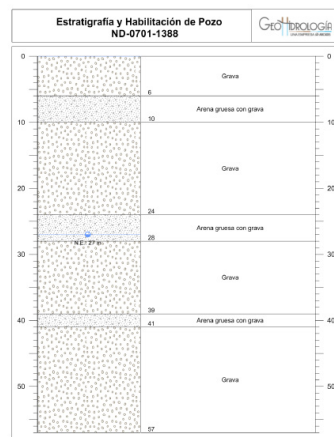 Estratigrafía y Habilitación de Pozo
ND-0701-1388
GEOHIDROLOGÍA
0
0
Grava
6
Arena gruesa con grava
10
10
10
Grava
20
20
24
Arena gruesa con grava
N.E.: 27 m
28
30
30
Grava
39
40
Arena gruesa con grava
40
41
Grava
50
50
57